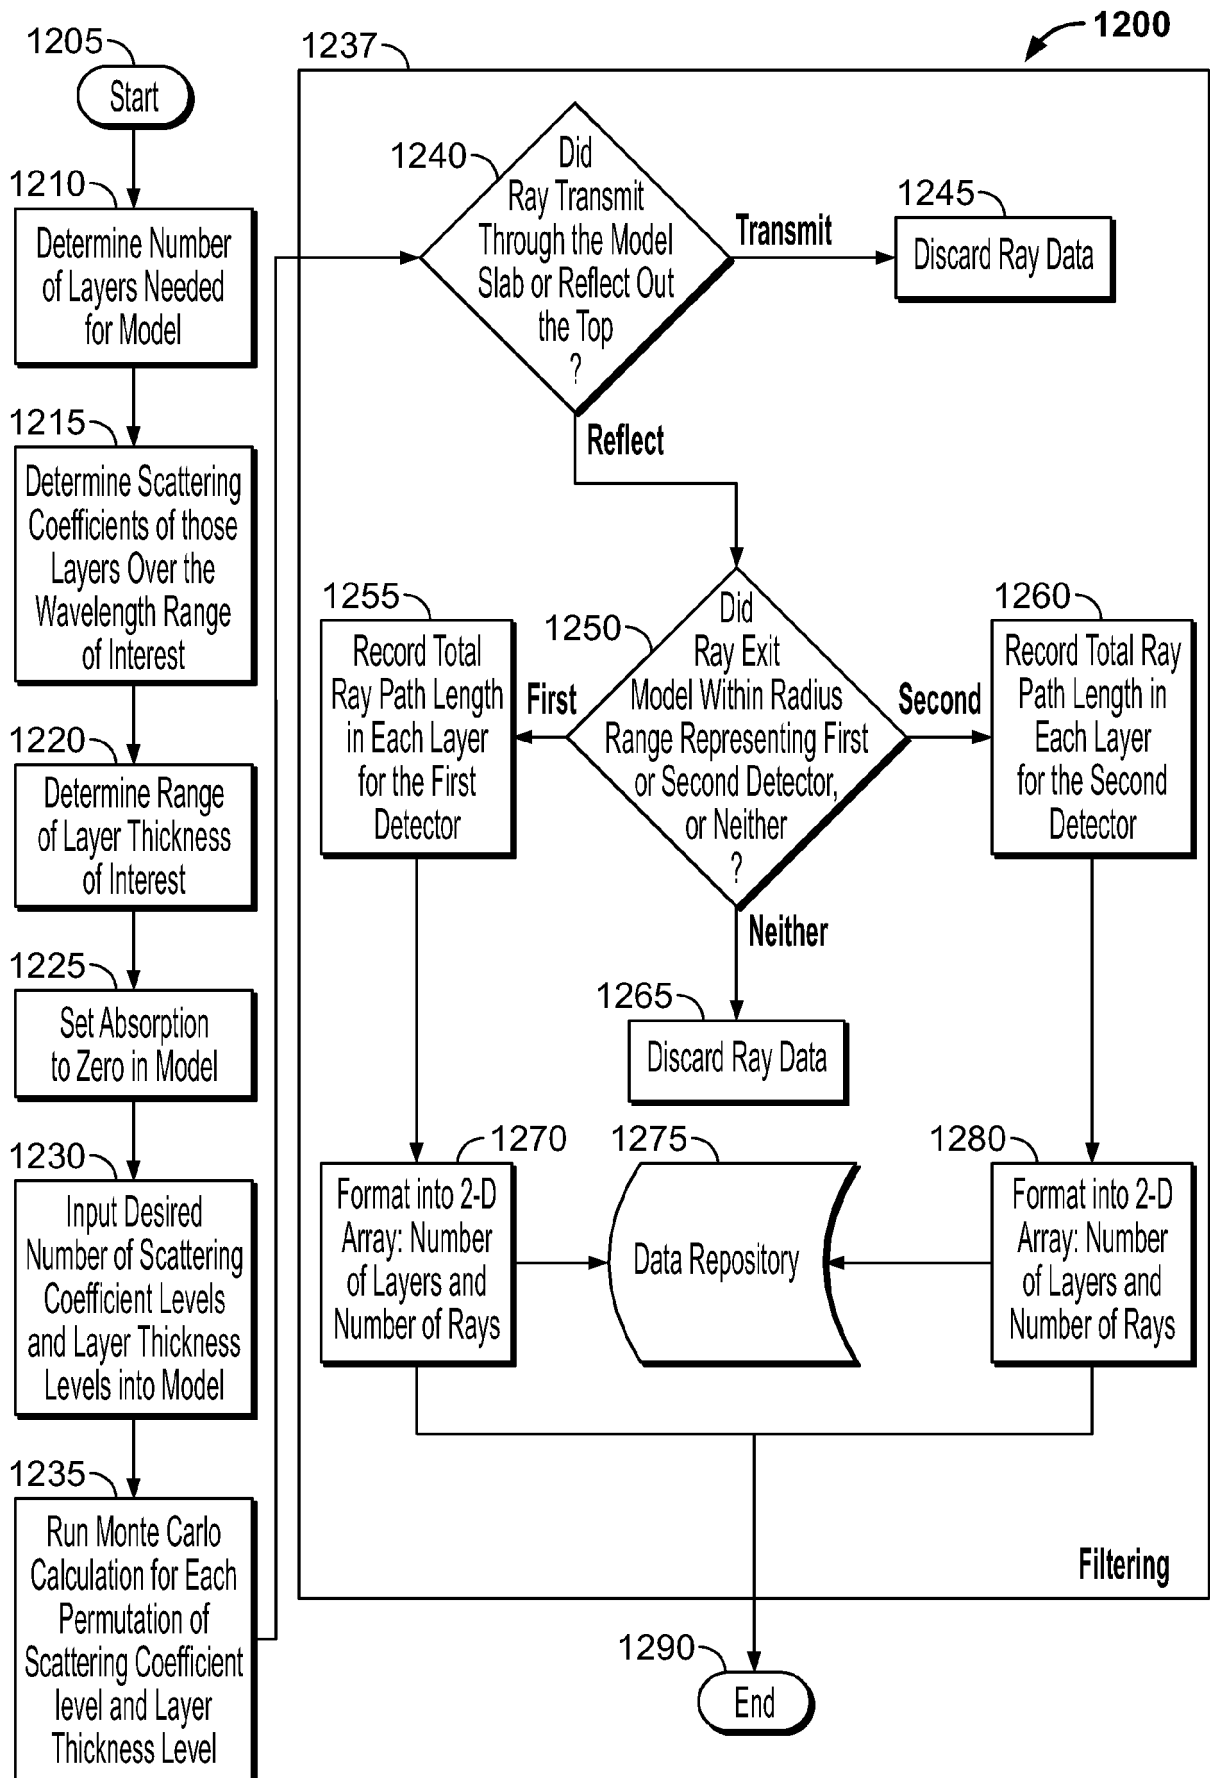 1200
1205
Start
1210
Determine Number
of Layers Needed
for Model
1215
Determine Scattering
Coefficients of those
Layers Over the
Wavelength Range
of Interest
1220
Determine Range
of Layer Thickness
of Interest
1225
Set Absorption
to Zero in Model
1230
Input Desired
Number of Scattering
Coefficient Levels
and Layer Thickness
Levels into Model
1235
Run Monte Carlo
Calculation for Each
Permutation of
Scattering Coefficient
level and Layer
Thickness Level
1237
1240
Did
Ray Transmit
Through the Model
Slab or Reflect Out
the Top
?
Transmit
1245
Discard Ray Data
Reflect
1250
Did
Ray Exit
Model Within Radius
Range Representing First
or Second Detector,
or Neither
?
First
1255
Record Total
Ray Path Length
in Each Layer
for the First
Detector
Second
1260
Record Total Ray
Path Length in
Each Layer
for the Second
Detector
Neither
1265
Discard Ray Data
1270
Format into 2-D
Array: Number
of Layers and
Number of Rays
1275
Data Repository
1280
Format into 2-D
Array: Number
of Layers and
Number of Rays
Filtering
1290
End